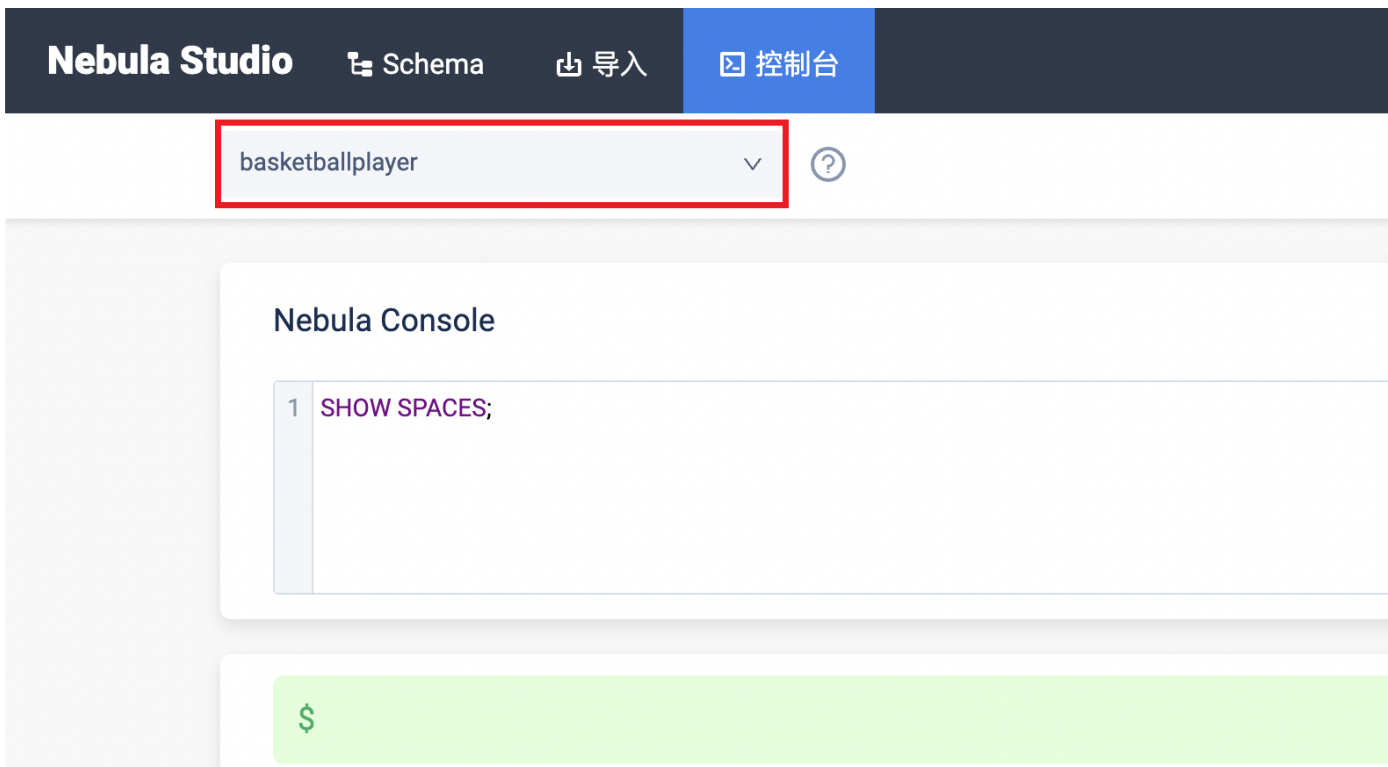 Nebula Studio Schema 导入 控制台
basketballplayer
Nebula Console
1 SHOW SPACES;
$